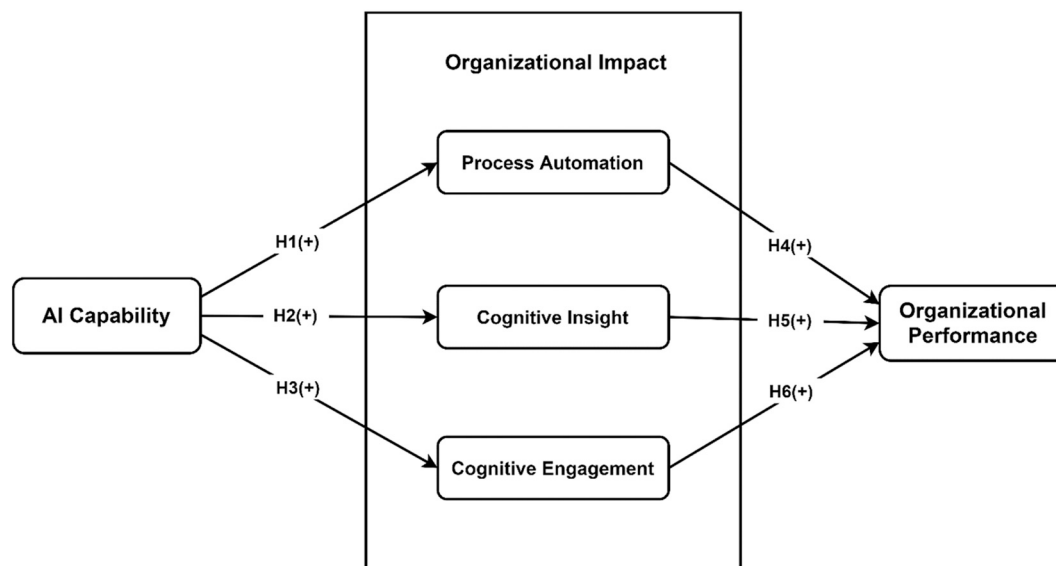 Organizational Impact
Process Automation
H1(+)
H4(+)
AI Capability
H2(+)
Cognitive Insight
H5(+)
Organizational
Performance
H3(+)
H6(+)
Cognitive Engagement